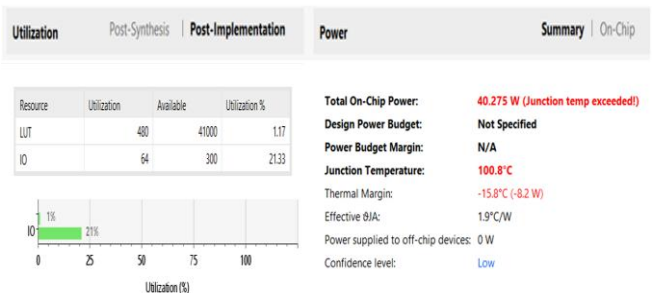 Utilization Post-Synthesis | Post-Implementation
Resource Utilization Available Utilization %
LUT 480 41000 1.17
IO 64 300 21.33
1%
IO 21%
0 25 50 75 100
Utilization (%)
Power Summary | On-Chip
Total On-Chip Power: 40.275 W (Junction temp exceeded!)
Design Power Budget: Not Specified
Power Budget Margin: N/A
Junction Temperature: 100.8°C
Thermal Margin: -15.8°C (-8.2 W)
Effective ϑJA: 1.9°C/W
Power supplied to off-chip devices: 0 W
Confidence level: Low